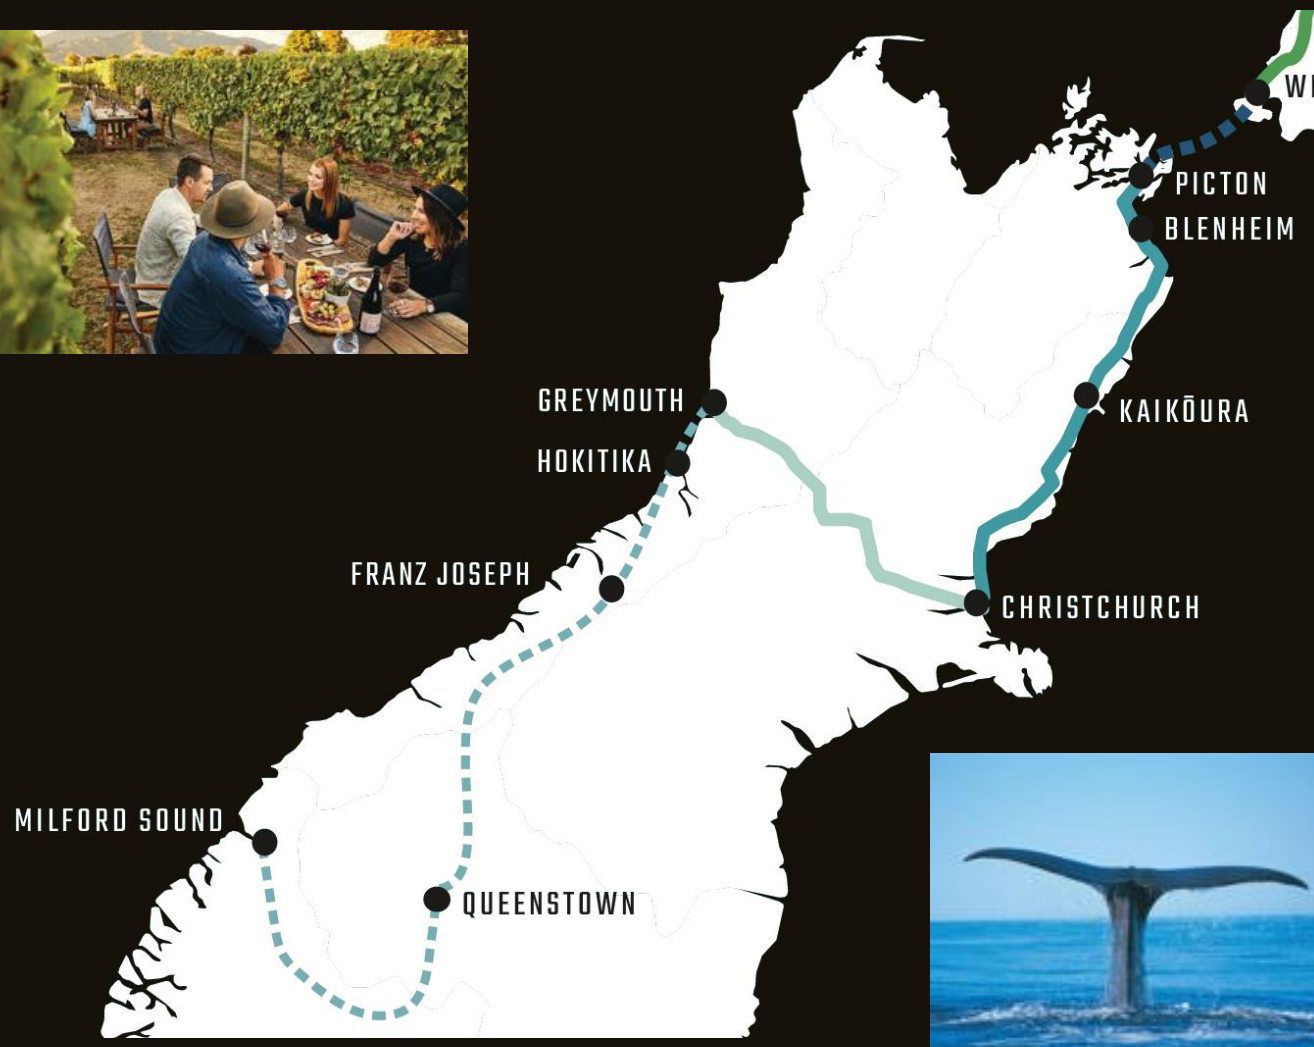 PICTON
BLENHEIM
GREYMOUTH
KAIKŌURA
HOKITIKA
FRANZ JOSEPH
CHRISTCHURCH
MILFORD SOUND
QUEENSTOWN